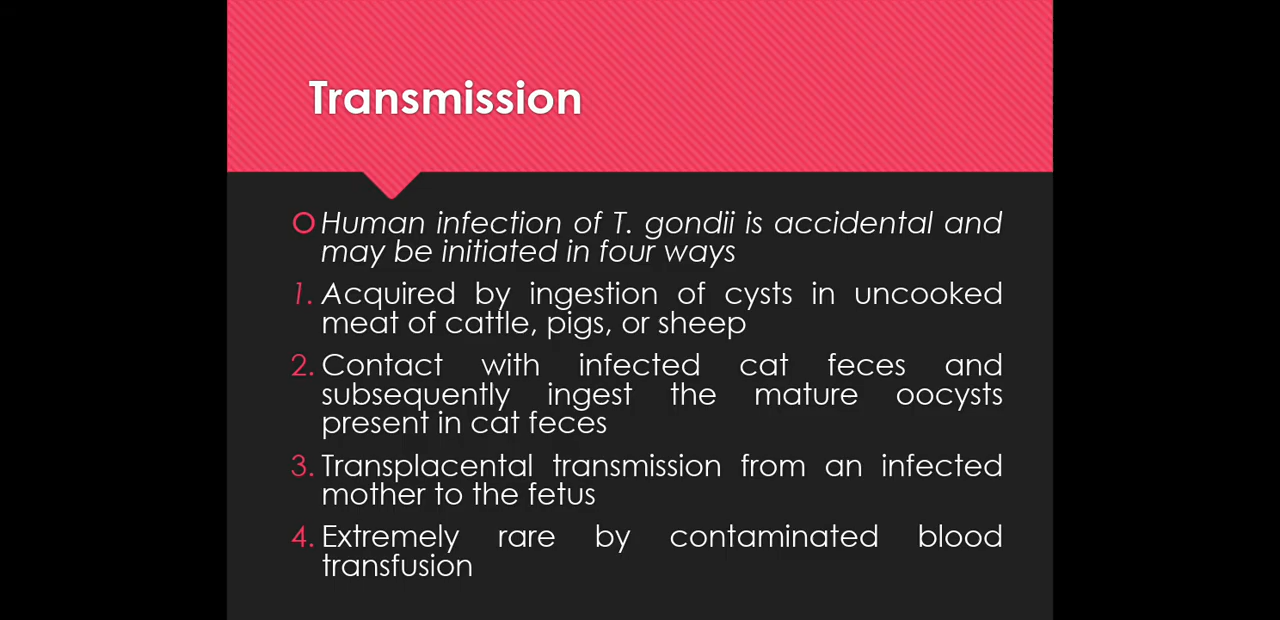 Transmission
Human infection of T. gondii is accidental and
may be initiated in four ways
1. Acquired by ingestion of cysts in uncooked
meat of cattle, pigs, or sheep
2. Contact with infected cat feces and
subsequently ingest the mature oocysts
present in cat feces
3. Transplacental transmission from an infected
mother to the fetus
4. Extremely rare by contaminated blood
transfusion